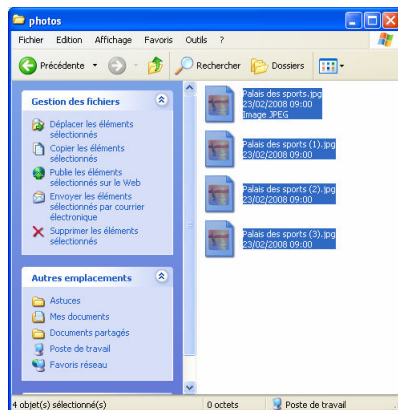 photos
Fichier Edition Affichage Favoris Outils ?
Précédente Rechercher Dossiers
Gestion des fichiers
Déplacer les éléments
sélectionnés
Copier les éléments
sélectionnés
Publie les éléments
sélectionnés sur le Web
Envoyer les éléments
sélectionnés par courrier
électronique
Supprimer les éléments
sélectionnés
Autres emplacements
Astuces
Mes documents
Documents partagés
Poste de travail
Favoris réseau
Palais des sports.jpg
23/02/2008 09:00
Image JPEG
Palais des sports (1).jpg
23/02/2008 09:00
Palais des sports (2).jpg
23/02/2008 09:00
Palais des sports (3).jpg
23/02/2008 09:00
4 objet(s) sélectionné(s) 0 octets Poste de travail